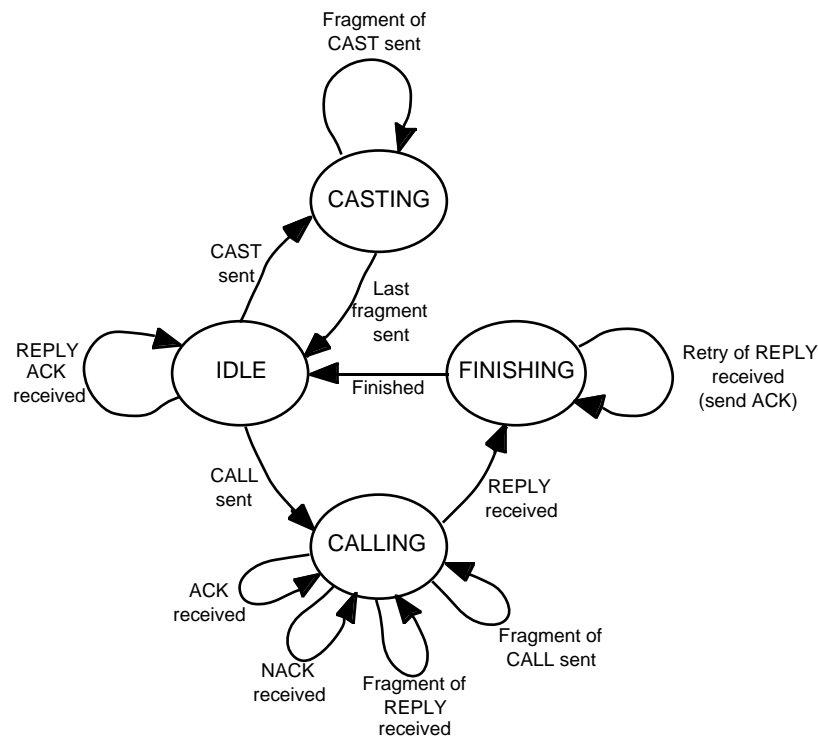 Fragment of
CAST sent
CASTING
CAST
sent
Last
fragment
sent
REPLY
ACK
received
IDLE
Finished
FINISHING
Retry of REPLY
received
(send ACK)
CALL
sent
REPLY
received
CALLING
ACK
received
NACK
received
Fragment of
REPLY
received
Fragment of
CALL sent